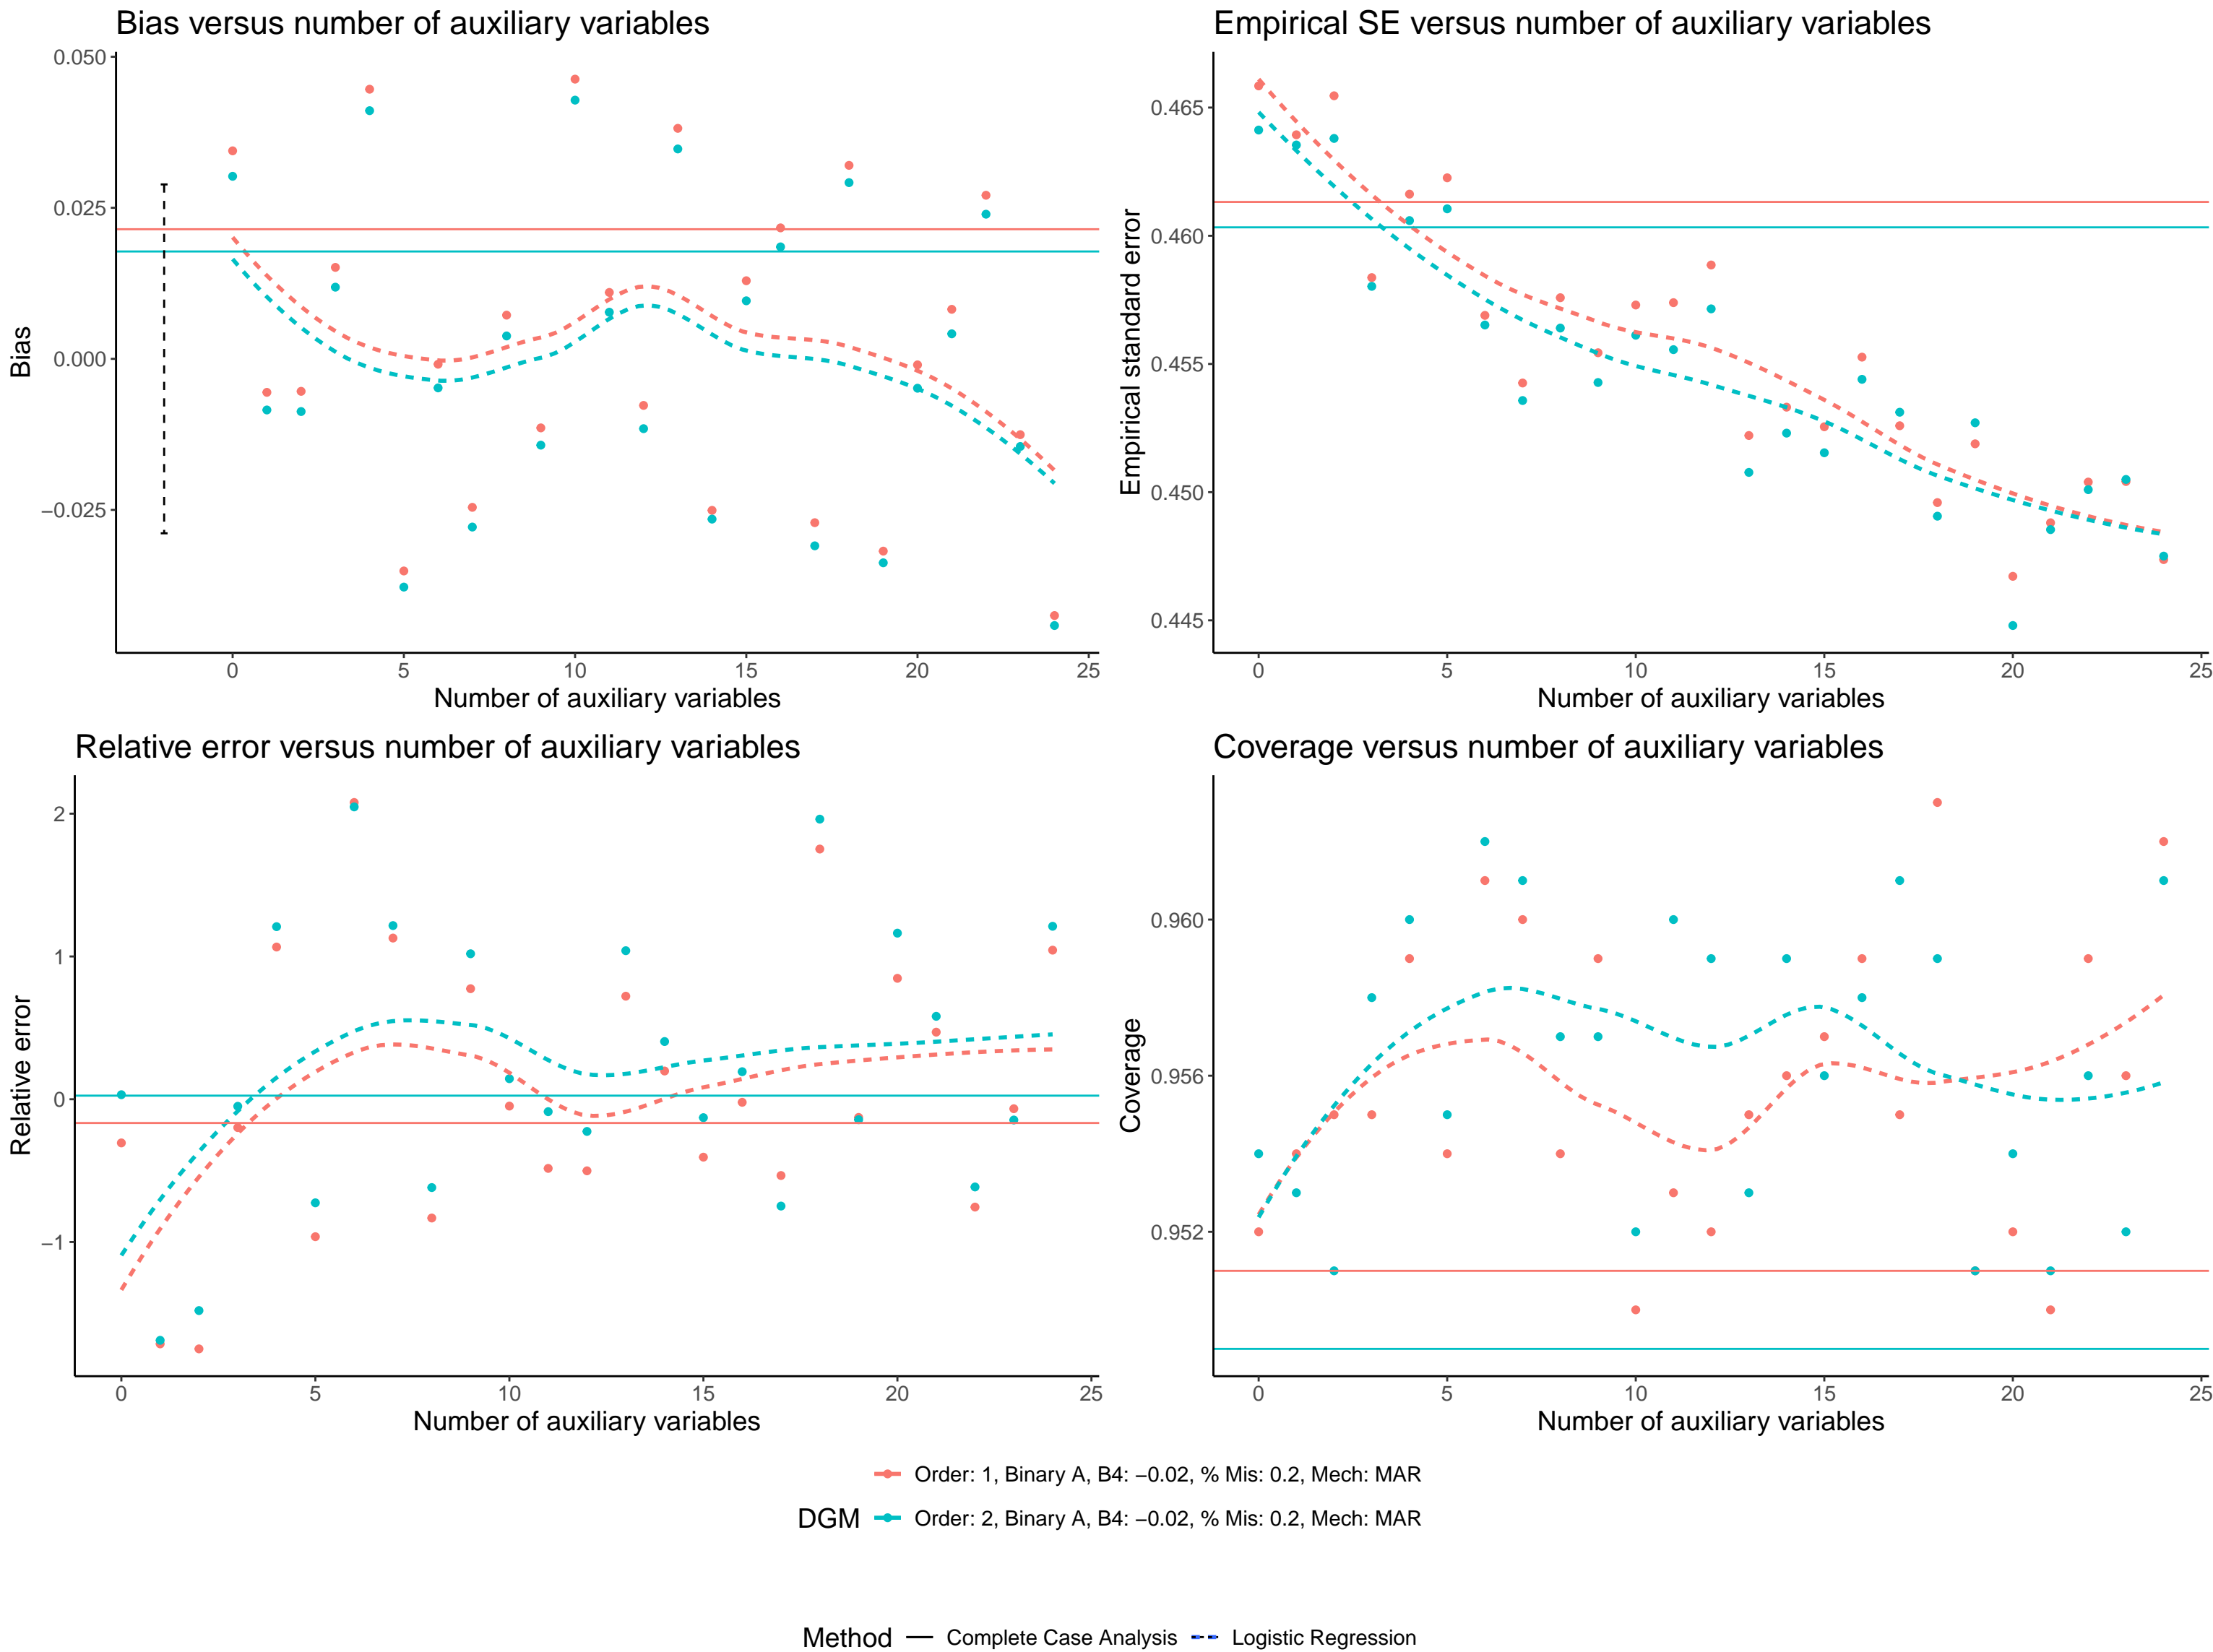 Bias versus number of auxiliary variables
0.050
0.025
0.000
−0.025
Bias
0 5 10 15 20 25
Number of auxiliary variables
Empirical SE versus number of auxiliary variables
0.465
0.460
0.455
0.450
0.445
Empirical standard error
0 5 10 15 20 25
Number of auxiliary variables
Relative error versus number of auxiliary variables
2
1
0
−1
Relative error
0 5 10 15 20 25
Number of auxiliary variables
Coverage versus number of auxiliary variables
0.960
0.956
0.952
Coverage
0 5 10 15 20 25
Number of auxiliary variables
DGM
Order: 1, Binary A, B4: −0.02, % Mis: 0.2, Mech: MAR
Order: 2, Binary A, B4: −0.02, % Mis: 0.2, Mech: MAR
Method Complete Case Analysis Logistic Regression